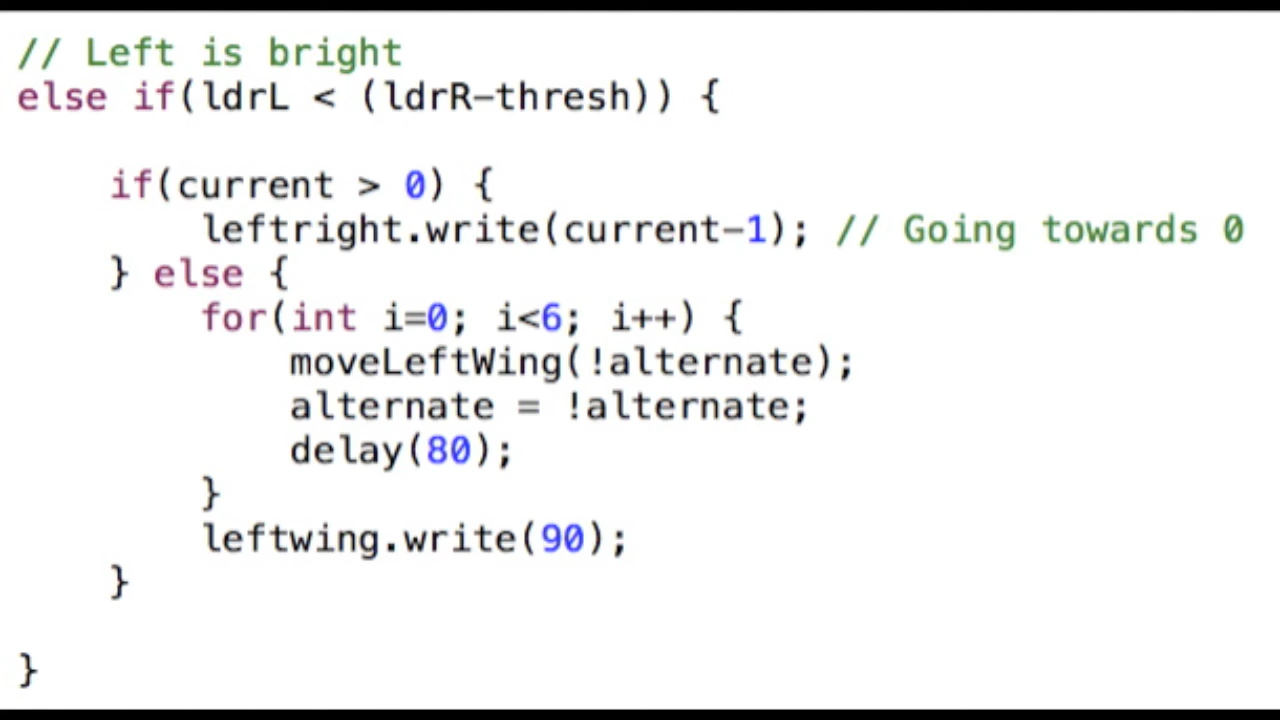 // Left is bright
else if(ldrL < (ldrR-thresh)) {
if(current > 0) {
leftright.write(current-1); // Going towards 0
} else {
for(int i=0; i<6; i++) {
moveLeftWing(!alternate);
alternate = !alternate;
delay(80);
}
leftwing.write(90);
}
}